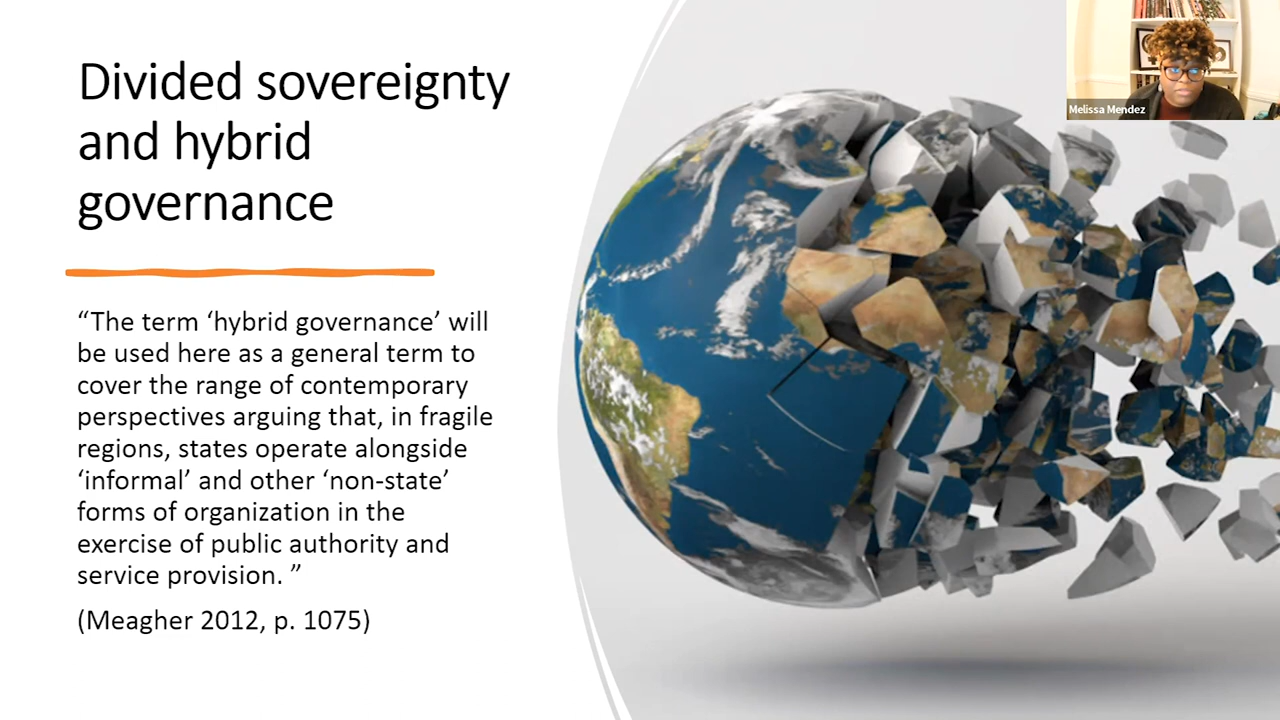 Divided sovereignty
and hybrid
governance
“The term ‘hybrid governance’ will
be used here as a general term to
cover the range of contemporary
perspectives arguing that, in fragile
regions, states operate alongside
‘informal’ and other ‘non-state’
forms of organization in the
exercise of public authority and
service provision. ”
(Meagher 2012, p. 1075)
Melissa Mendez